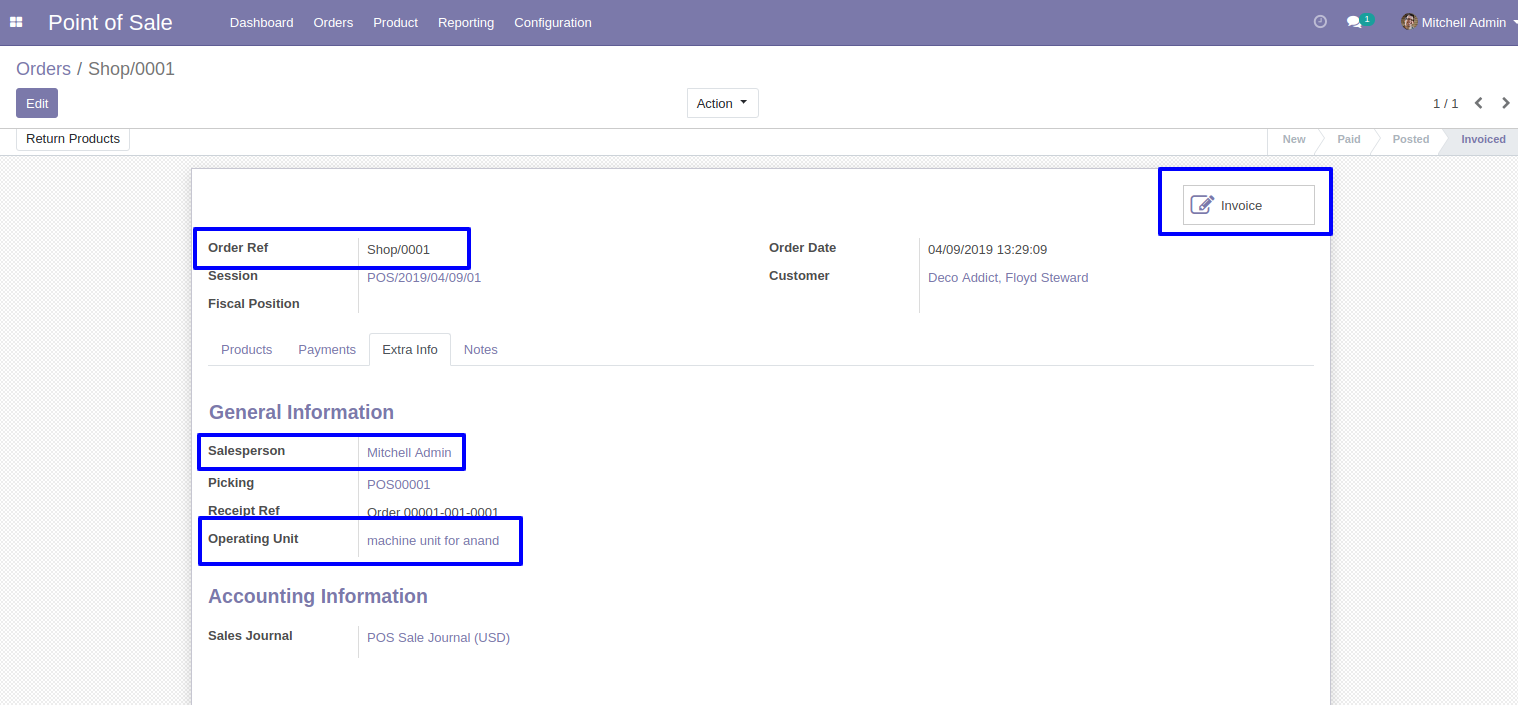 Point of Sale Dashboard Orders Product Reporting Configuration 1 Mitchell Admin
Orders / Shop/0001
Edit Action 1 / 1
Return Products New Paid Posted Invoiced
Invoice
Order Ref Shop/0001 Order Date 04/09/2019 13:29:09
Session POS/2019/04/09/01 Customer Deco Addict, Floyd Steward
Fiscal Position
Products Payments Extra Info Notes
General Information
Salesperson Mitchell Admin
Picking POS00001
Receipt Ref Order 00001-001-0001
Operating Unit machine unit for anand
Accounting Information
Sales Journal POS Sale Journal (USD)